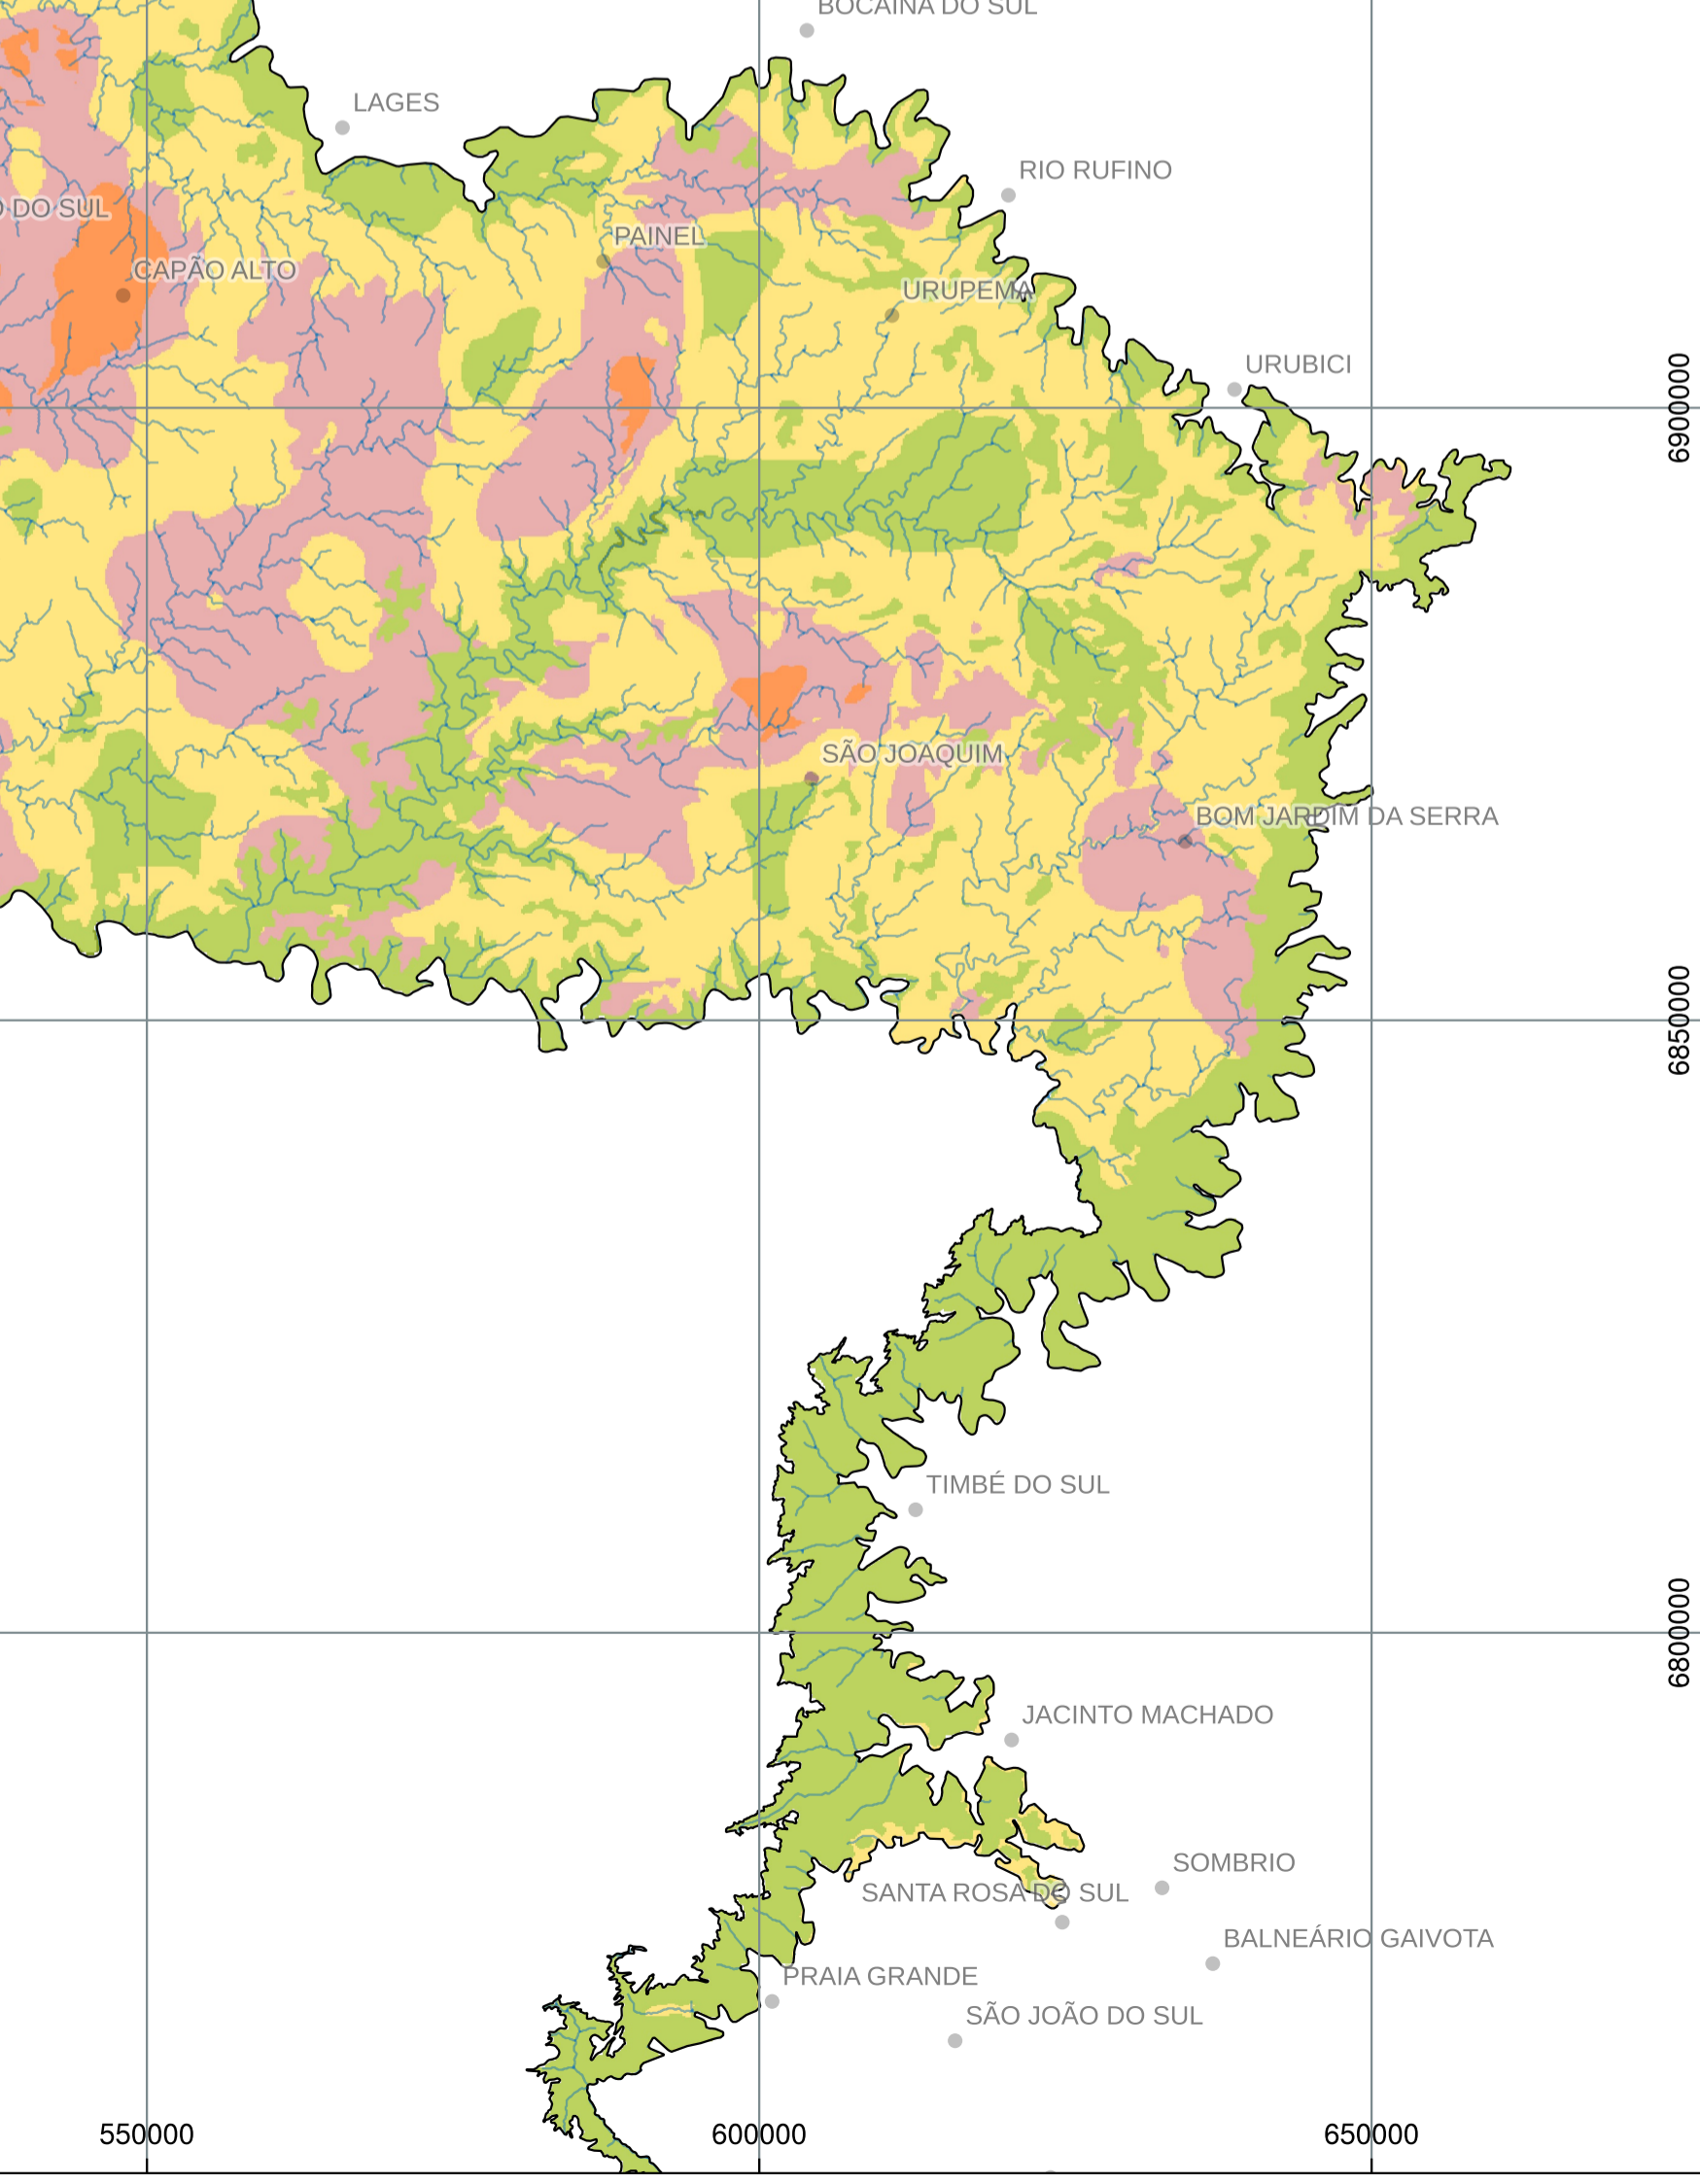 BOCAINA DO SUL
LAGES
RIO RUFINO
DO SUL
PAINEL
CAPÃO ALTO
URUPEMA
URUBICI
6900000
SÃO JOAQUIM
BOM JARDIM DA SERRA
6850000
TIMBÉ DO SUL
6800000
JACINTO MACHADO
SOMBRIO
SANTA ROSA DO SUL
BALNEÁRIO GAIVOTA
PRAIA GRANDE
SÃO JOÃO DO SUL
550000
600000
650000